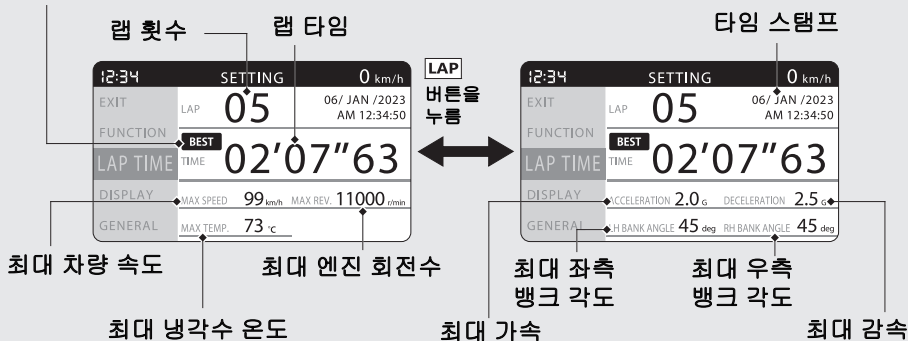 랩 횟수
랩 타임
타임 스탬프
12:34 SETTING 0 km/h
EXIT
FUNCTION
LAP TIME
DISPLAY
GENERAL
LAP 05
06/ JAN /2023
AM 12:34:50
BEST
TIME 02'07"63
MAX SPEED 99 km/h MAX REV. 11000 r/min
MAX TEMP. 73 °C
LAP
버튼을
누름
12:34 SETTING 0 km/h
EXIT
FUNCTION
LAP TIME
DISPLAY
GENERAL
LAP 05
06/ JAN /2023
AM 12:34:50
BEST
TIME 02'07"63
ACCELERATION 2.0 G DECELERATION 2.5 G
LH BANK ANGLE 45 deg RH BANK ANGLE 45 deg
최대 차량 속도
최대 엔진 회전수
최대 냉각수 온도
최대 좌측
뱅크 각도
최대 우측
뱅크 각도
최대 가속
최대 감속